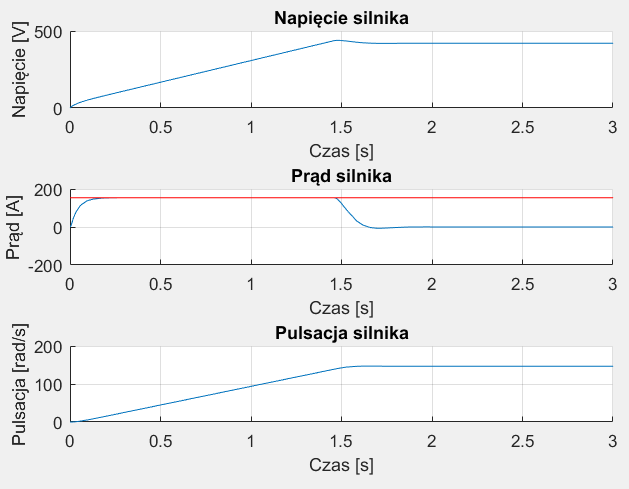 Napięcie silnika
Napięcie [V]
500
0
0 0.5 1 1.5 2 2.5 3
Czas [s]
Prąd silnika
Prąd [A]
200
0
-200
0 0.5 1 1.5 2 2.5 3
Czas [s]
Pulsacja silnika
Pulsacja [rad/s]
200
100
0
0 0.5 1 1.5 2 2.5 3
Czas [s]